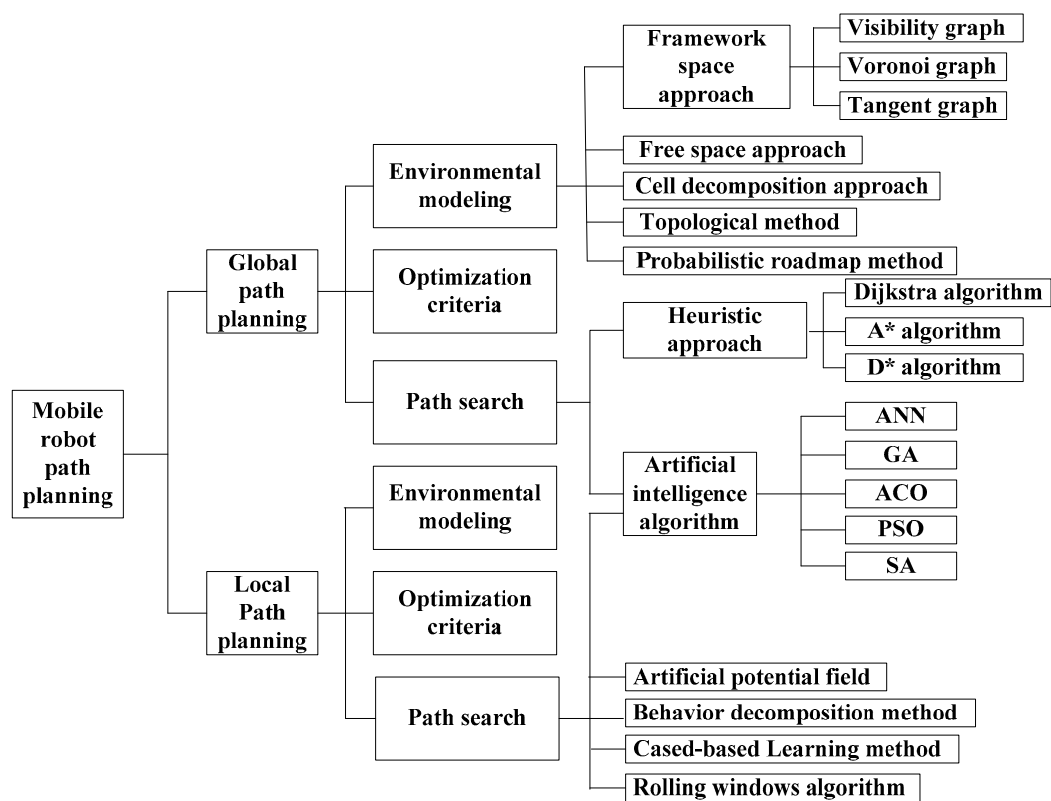 Mobile
robot
path
planning
Global
path
planning
Local
Path
planning
Environmental
modeling
Optimization
criteria
Path search
Environmental
modeling
Optimization
criteria
Path search
Framework
space
approach
Free space approach
Cell decomposition approach
Topological method
Probabilistic roadmap method
Heuristic
approach
Artificial
intelligence
algorithm
Artificial potential field
Behavior decomposition method
Cased-based Learning method
Rolling windows algorithm
Visibility graph
Voronoi graph
Tangent graph
Dijkstra algorithm
A* algorithm
D* algorithm
ANN
GA
ACO
PSO
SA